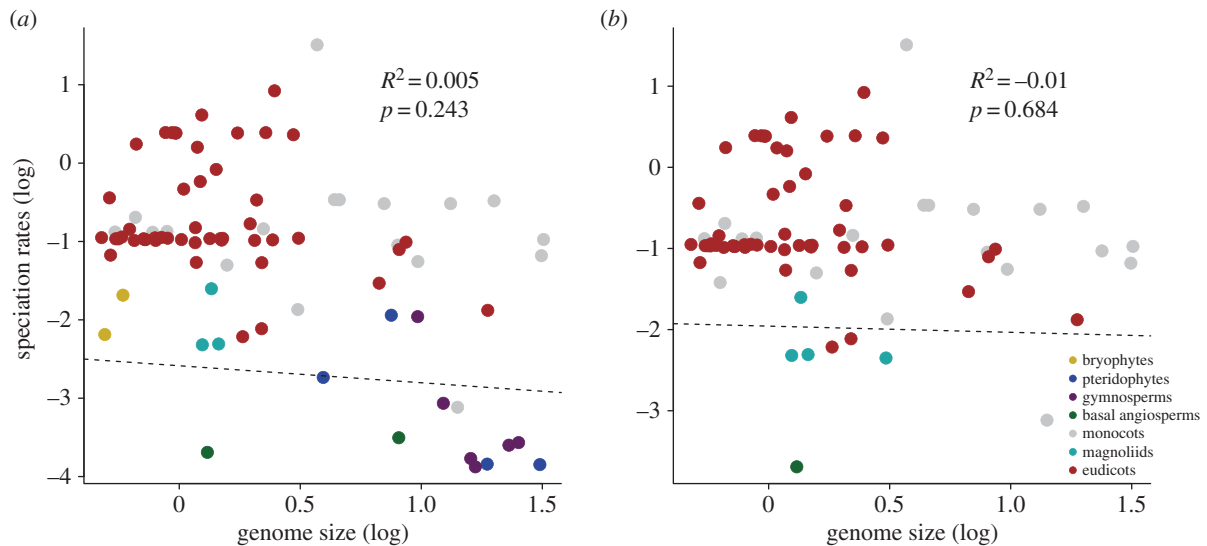 (a)
R² = 0.005
p = 0.243
speciation rates (log)
1
0
–1
–2
–3
–4
0
0.5
1.0
1.5
genome size (log)
(b)
R² = –0.01
p = 0.684
1
0
–1
–2
–3
bryophytes
pteridophytes
gymnosperms
basal angiosperms
monocots
magnoliids
eudicots
0
0.5
1.0
1.5
genome size (log)